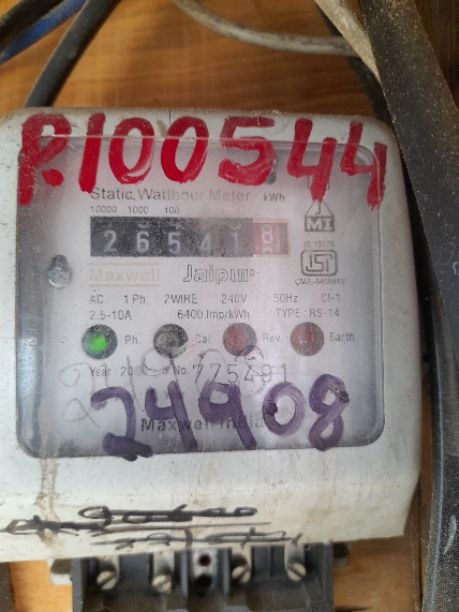 R100544
Static Watthour Meter kWh
10000 1000 100
2 6 5 4 1 8
MI
IS 13779
Maxwell Jaipur
ISI
AC 1 Ph. 2WIRE 240V 50Hz Cl-1
2.5-10A 6400 Imp/kWh TYPE: RS-14
Ph. Cal Rev. Earth
Year: S No. 775491
24908
Maxwell India